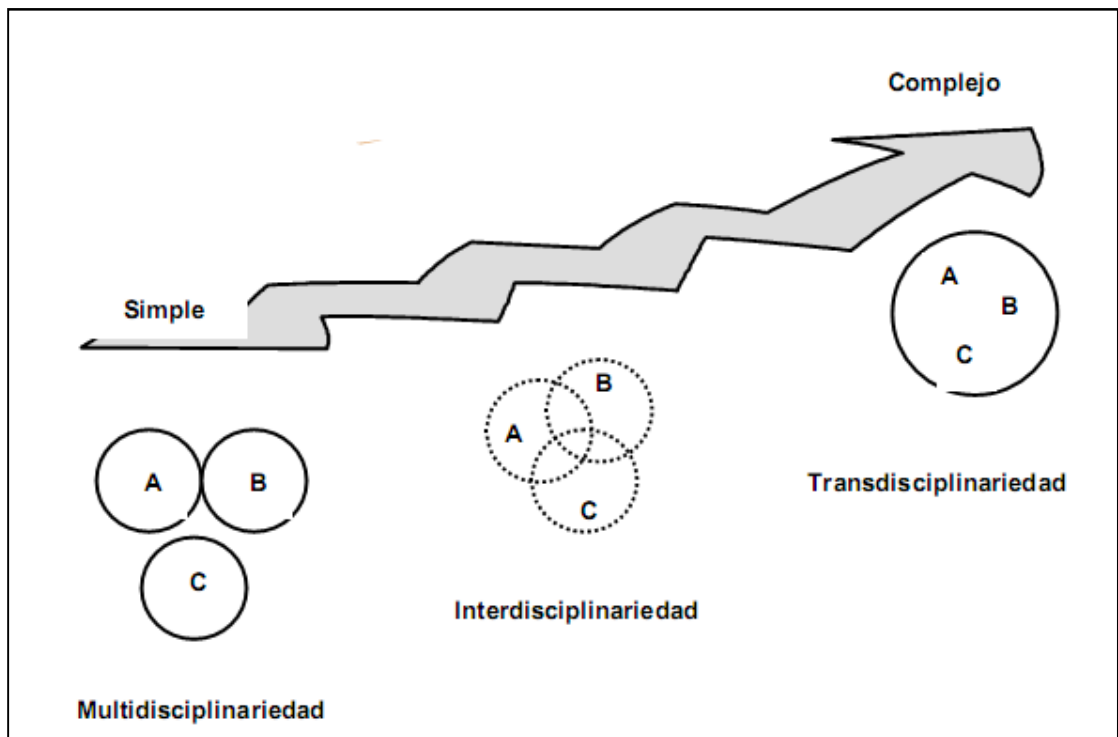 Complejo
Simple
A
B
C
A
B
C
A
B
C
Transdisciplinariedad
Interdisciplinariedad
Multidisciplinariedad